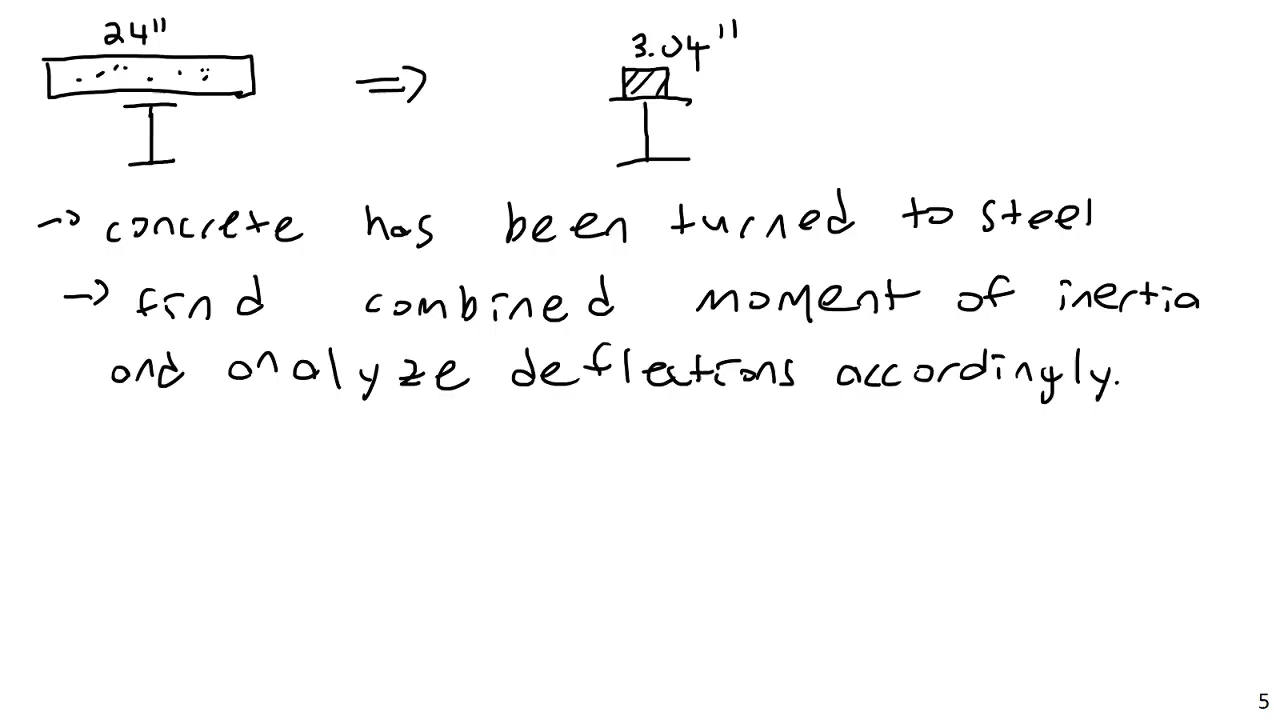 24" 3.04"
→ concrete has been turned to steel
→ find combined moment of inertia
and analyze deflections accordingly.
5